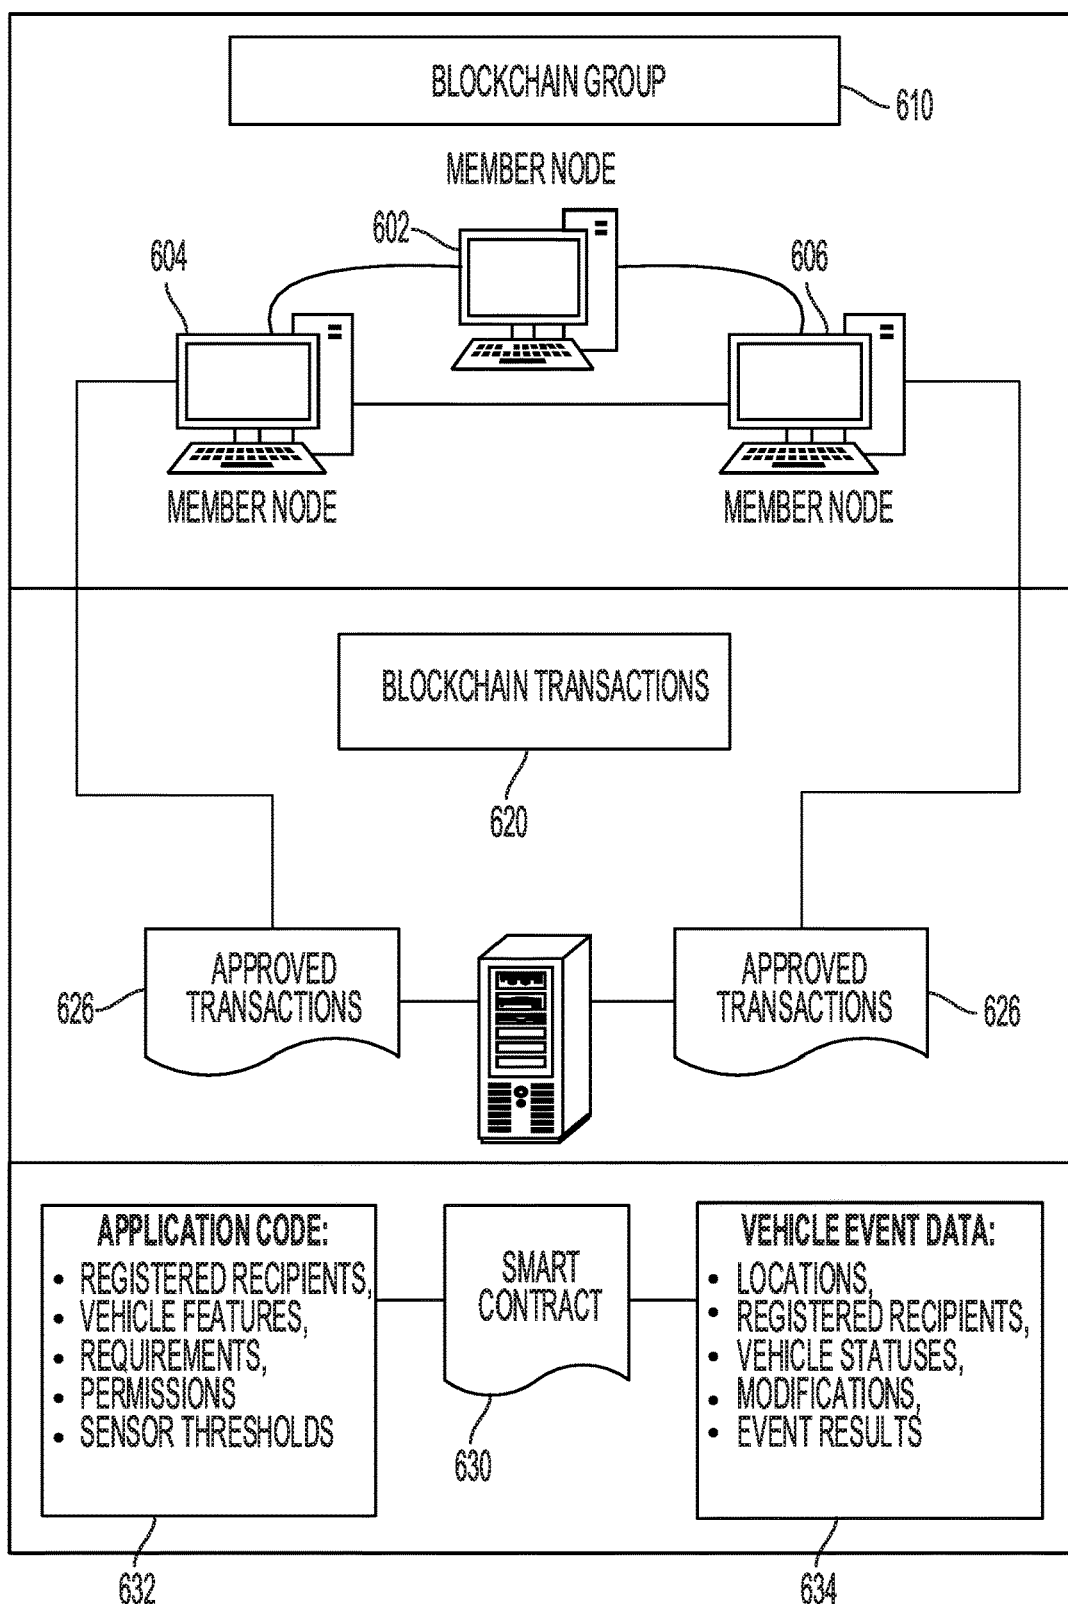 BLOCKCHAIN GROUP
610
MEMBER NODE
602
604
606
MEMBER NODE
MEMBER NODE
BLOCKCHAIN TRANSACTIONS
620
APPROVED
TRANSACTIONS
626
APPROVED
TRANSACTIONS
626
APPLICATION CODE:
• REGISTERED RECIPIENTS,
• VEHICLE FEATURES,
• REQUIREMENTS,
• PERMISSIONS
• SENSOR THRESHOLDS
632
SMART
CONTRACT
630
VEHICLE EVENT DATA:
• LOCATIONS,
• REGISTERED RECIPIENTS,
• VEHICLE STATUSES,
• MODIFICATIONS,
• EVENT RESULTS
634